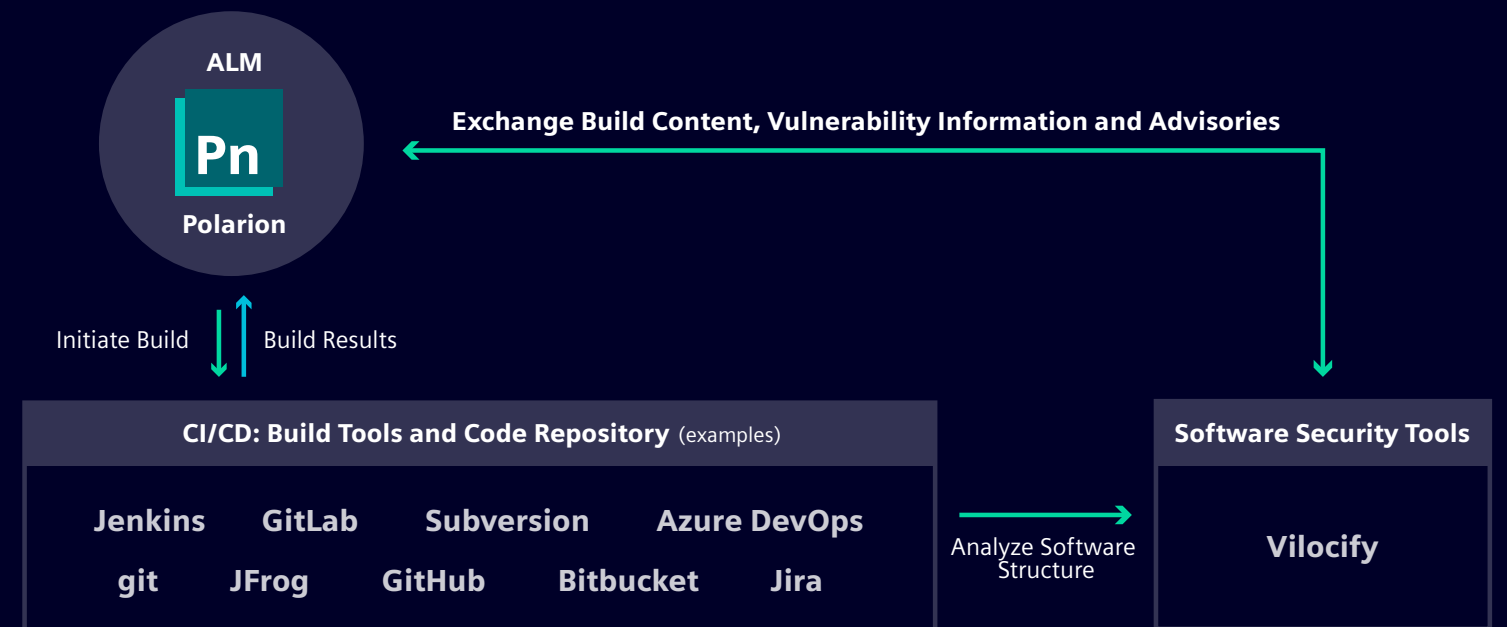 ALM
Pn
Polarion
Exchange Build Content, Vulnerability Information and Advisories
Initiate Build
Build Results
CI/CD: Build Tools and Code Repository (examples)
Jenkins GitLab Subversion Azure DevOps
git JFrog GitHub Bitbucket Jira
Analyze Software
Structure
Software Security Tools
Vilocify